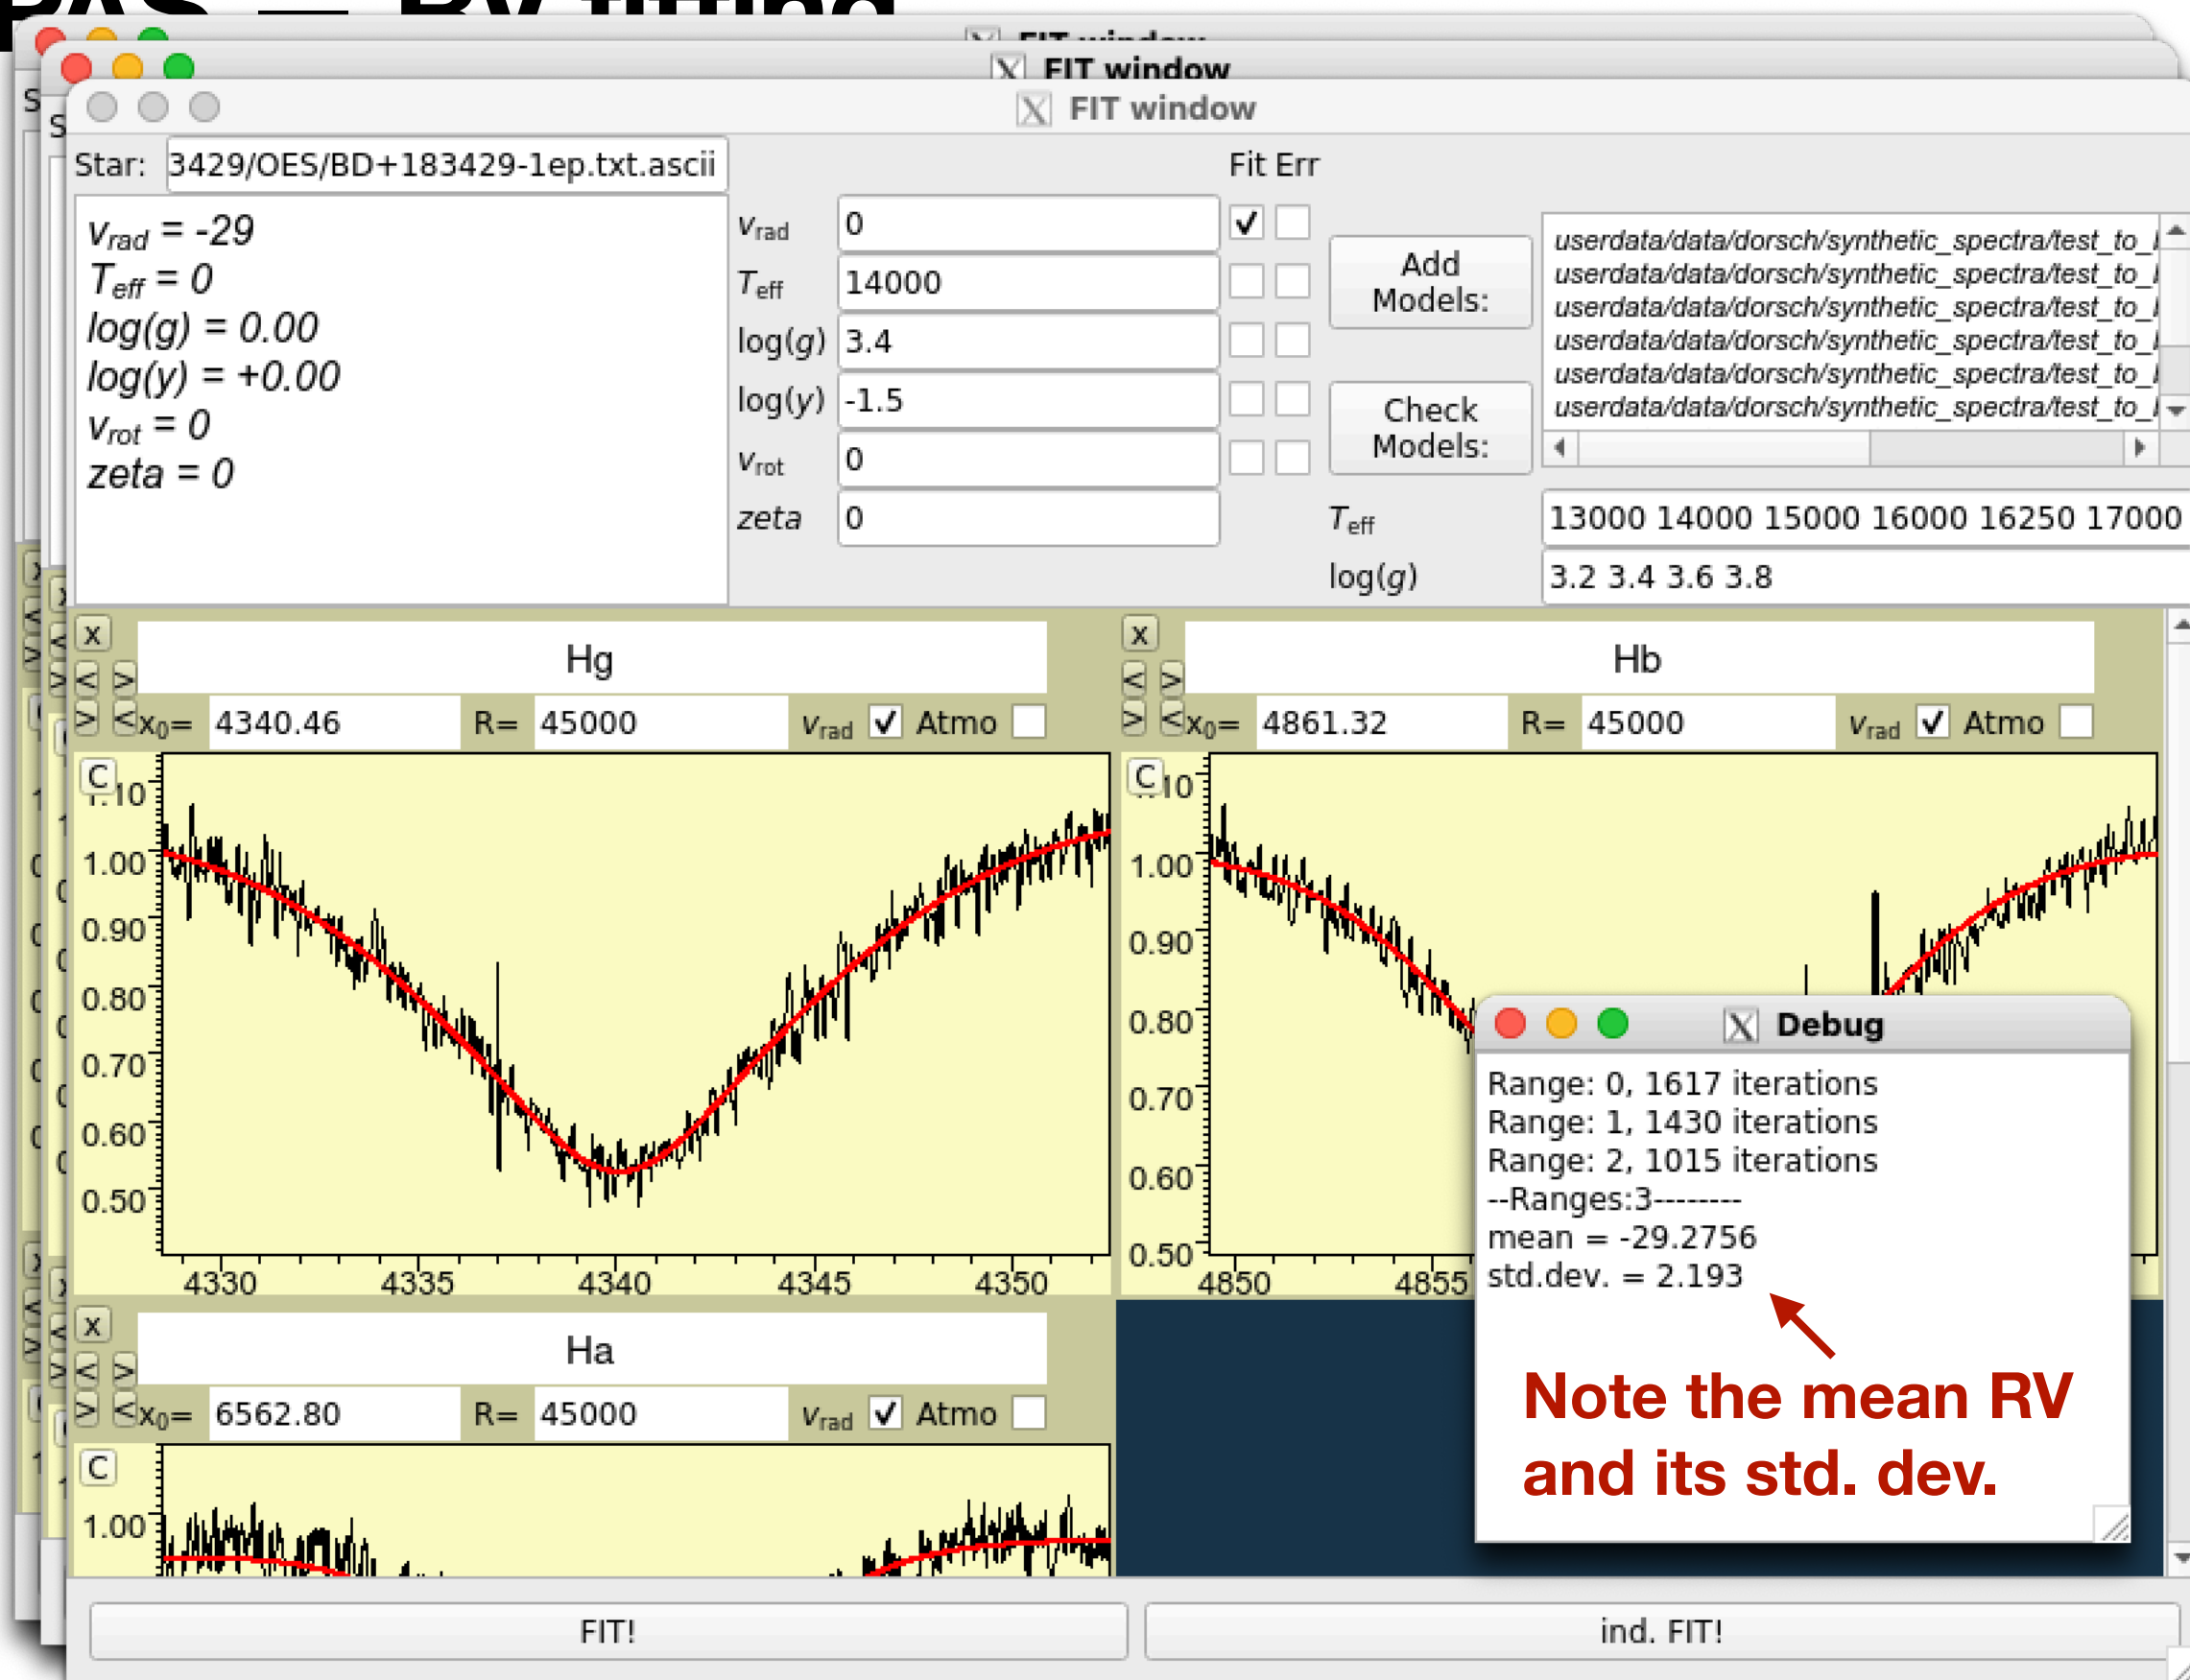 RV fitting
FIT window
FIT window
FIT window
Star: 3429/OES/BD+183429-1ep.txt.ascii
Fit Err
vrad = -29
Teff = 0
log(g) = 0.00
log(y) = +0.00
vrot = 0
zeta = 0
vrad 0
Teff 14000
log(g) 3.4
log(y) -1.5
vrot 0
zeta 0
Add
Models:
Check
Models:
userdata/data/dorsch/synthetic_spectra/test_to_
userdata/data/dorsch/synthetic_spectra/test_to_
userdata/data/dorsch/synthetic_spectra/test_to_
userdata/data/dorsch/synthetic_spectra/test_to_
userdata/data/dorsch/synthetic_spectra/test_to_
userdata/data/dorsch/synthetic_spectra/test_to_
Teff 13000 14000 15000 16000 16250 17000
log(g) 3.2 3.4 3.6 3.8
x
Hg
< >
> < x0= 4340.46 R= 45000 vrad Atmo
C
1.10
1.00
0.90
0.80
0.70
0.60
0.50
4330 4335 4340 4345 4350
x
Hb
< >
> < x0= 4861.32 R= 45000 vrad Atmo
C
1.00
0.90
0.80
0.70
0.60
0.50
4850 4855
x
Ha
< >
> < x0= 6562.80 R= 45000 vrad Atmo
C
1.00
Debug
Range: 0, 1617 iterations
Range: 1, 1430 iterations
Range: 2, 1015 iterations
--Ranges:3--------
mean = -29.2756
std.dev. = 2.193
Note the mean RV
and its std. dev.
FIT!
ind. FIT!